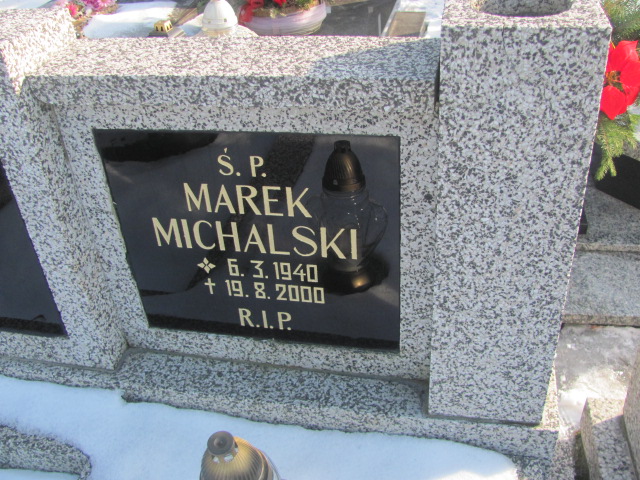 Ś. P.
MAREK
MICHALSKI
6. 3. 1940
† 19. 8. 2000
R.I.P.